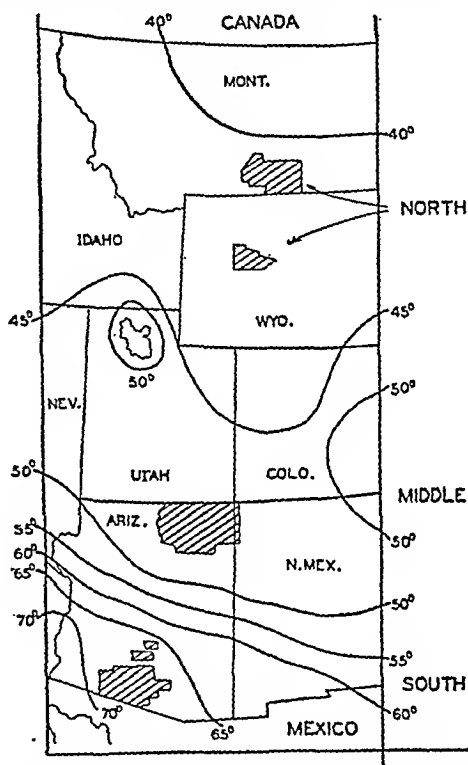 40°
CANADA
MONT.
40°
NORTH
IDAHO
45°
WYO.
45°
50°
50°
NEV.
UTAH
COLO.
50°
MIDDLE
ARIZ.
55°
50°
60°
N.MEX.
65°
50°
70°
55°
SOUTH
70°
60°
65°
MEXICO